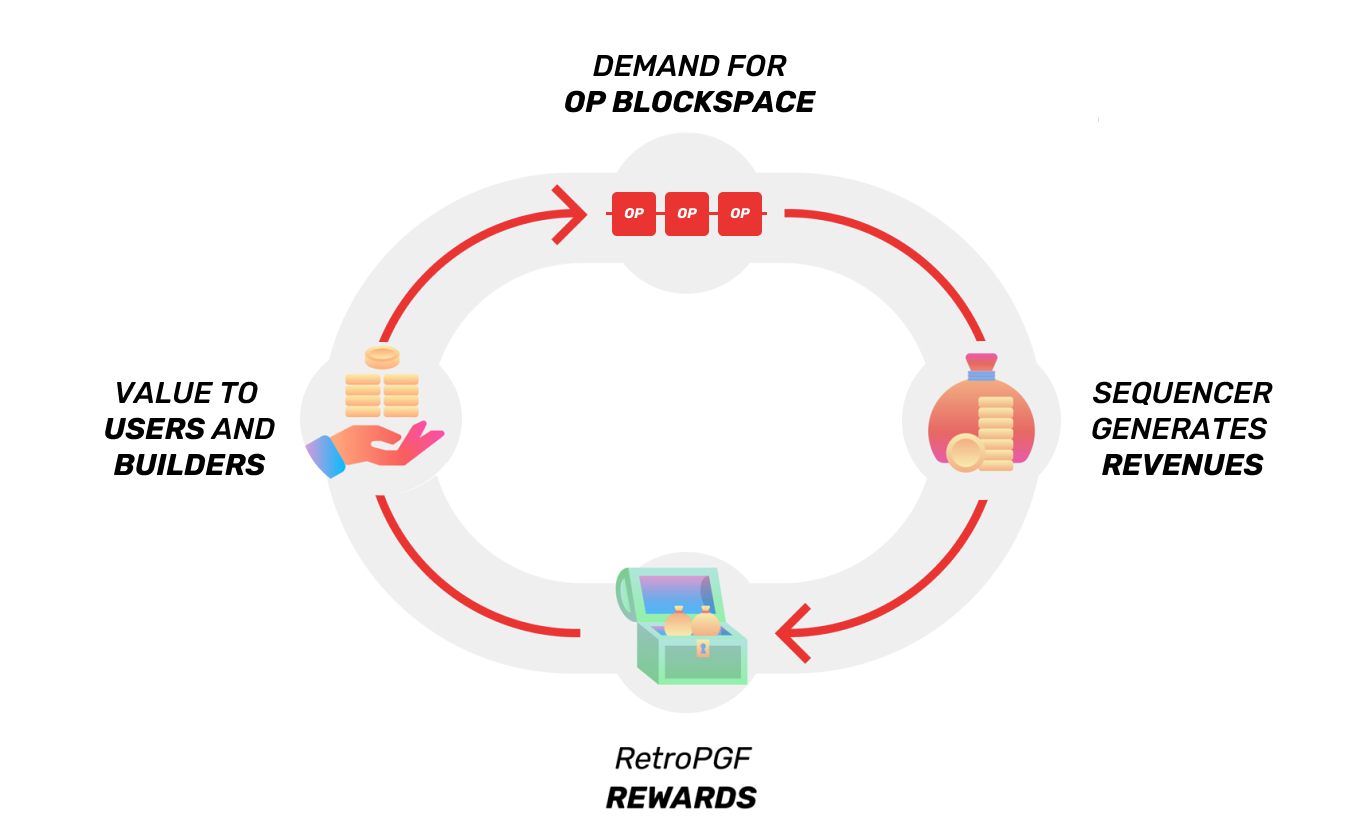 DEMAND FOR
OP BLOCKSPACE
OP OP OP
VALUE TO
USERS AND
BUILDERS
SEQUENCER
GENERATES
REVENUES
RetroPGF
REWARDS